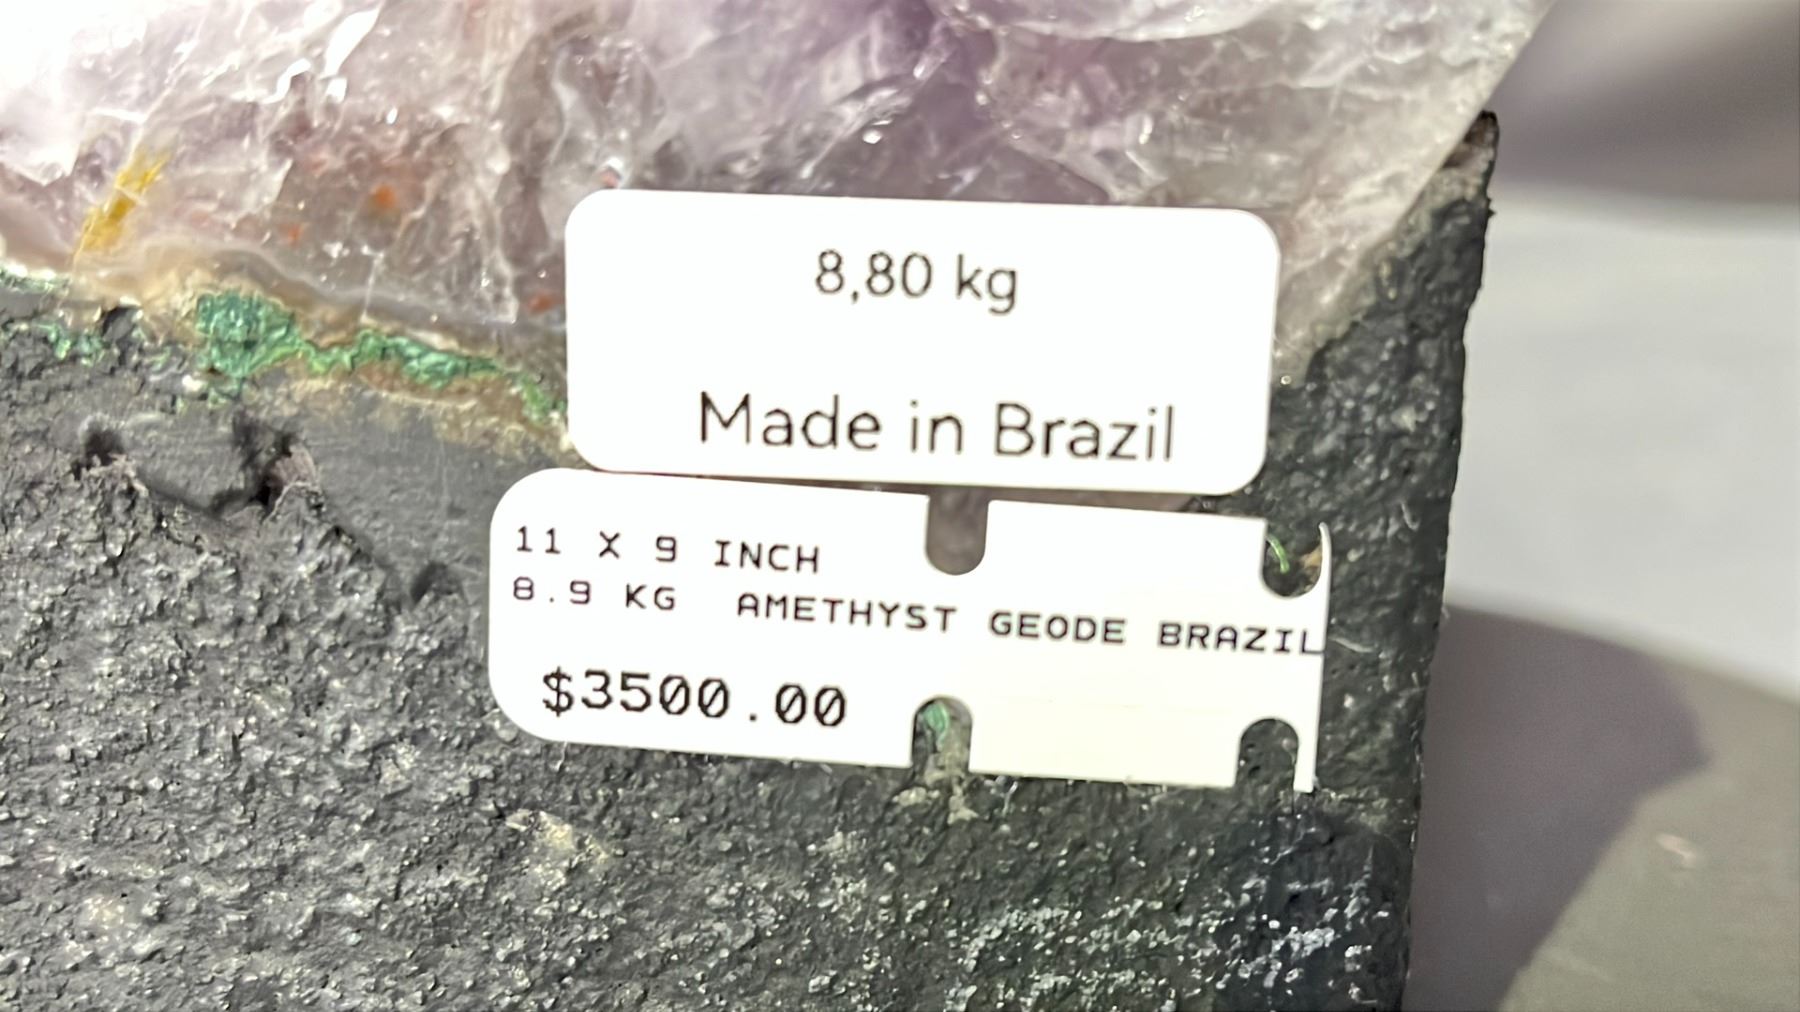 8,80 kg
Made in Brazil
11 X 9 INCH
8.9 KG AMETHYST GEODE BRAZIL
$3500.00